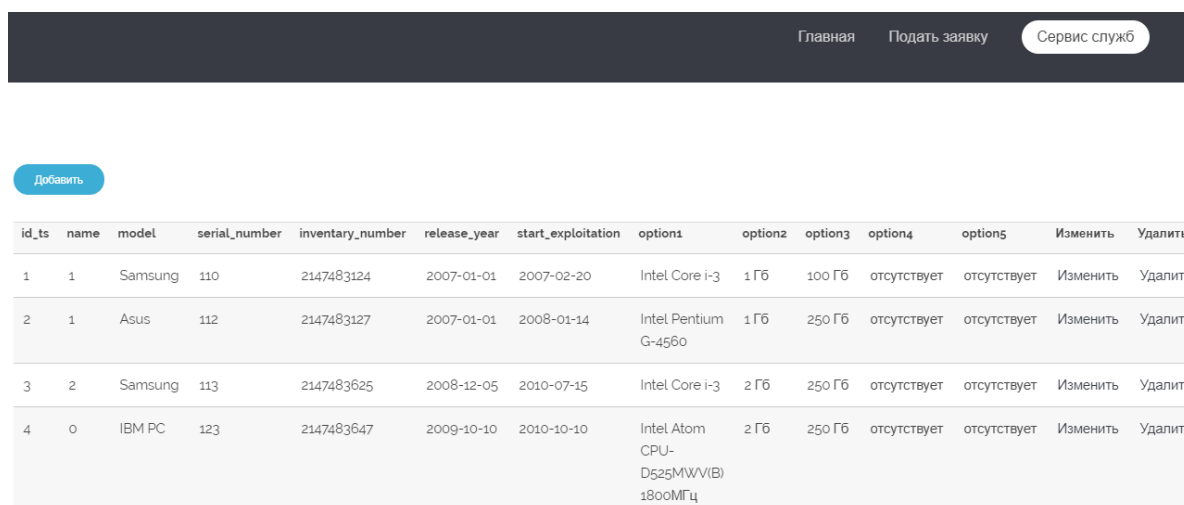 Главная Подать заявку Сервис служб
Добавить
id_ts name model serial_number inventary_number release_year start_exploitation option1 option2 option3 option4 option5 Изменить Удалить
1 1 Samsung 110 2147483124 2007-01-01 2007-02-20 Intel Core i-3 1 Гб 100 Гб отсутствует отсутствует Изменить Удалит
2 1 Asus 112 2147483127 2007-01-01 2008-01-14 Intel Pentium 1 Гб 250 Гб отсутствует отсутствует Изменить Удалит
G-4560
3 2 Samsung 113 2147483625 2008-12-05 2010-07-15 Intel Core i-3 2 Гб 250 Гб отсутствует отсутствует Изменить Удалит
4 0 IBM PC 123 2147483647 2009-10-10 2010-10-10 Intel Atom 2 Гб 250 Гб отсутствует отсутствует Изменить Удалит
CPU-
D525MWV(B)
1800МГц